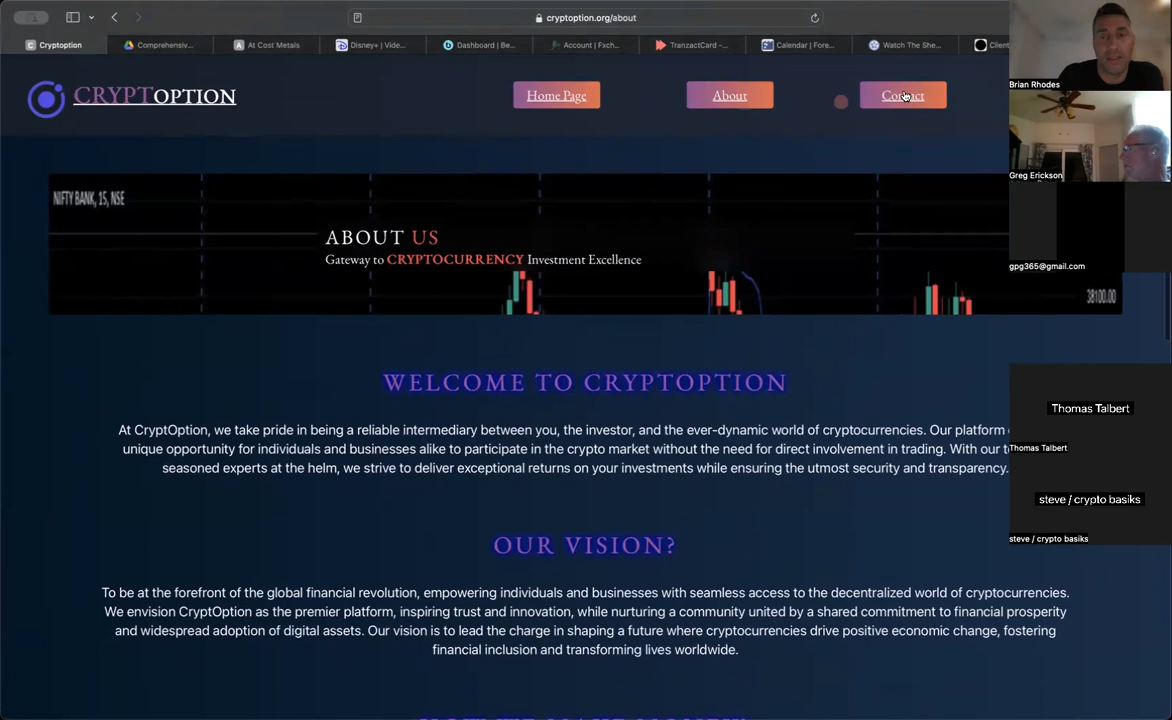 cryptoption.org/about
Cryptoption
Comprehensiv...
At Cost Metals
Disney+ | Vide...
Dashboard | Be...
Account | Fxch...
TranzactCard –...
Calendar | Fore...
Watch The She...
Client
CRYPTOPTION
Home Page
About
Contact
Brian Rhodes
Greg Erickson
gpg365@gmail.com
Thomas Talbert
Thomas Talbert
steve / crypto basiks
steve / crypto basiks
NIFTY BANK, 15, NSE
ABOUT US
Gateway to CRYPTOCURRENCY Investment Excellence
38100.00
WELCOME TO CRYPTOPTION
At CryptOption, we take pride in being a reliable intermediary between you, the investor, and the ever-dynamic world of cryptocurrencies. Our platform
unique opportunity for individuals and businesses alike to participate in the crypto market without the need for direct involvement in trading. With our
seasoned experts at the helm, we strive to deliver exceptional returns on your investments while ensuring the utmost security and transparency.
OUR VISION?
To be at the forefront of the global financial revolution, empowering individuals and businesses with seamless access to the decentralized world of cryptocurrencies.
We envision CryptOption as the premier platform, inspiring trust and innovation, while nurturing a community united by a shared commitment to financial prosperity
and widespread adoption of digital assets. Our vision is to lead the charge in shaping a future where cryptocurrencies drive positive economic change, fostering
financial inclusion and transforming lives worldwide.